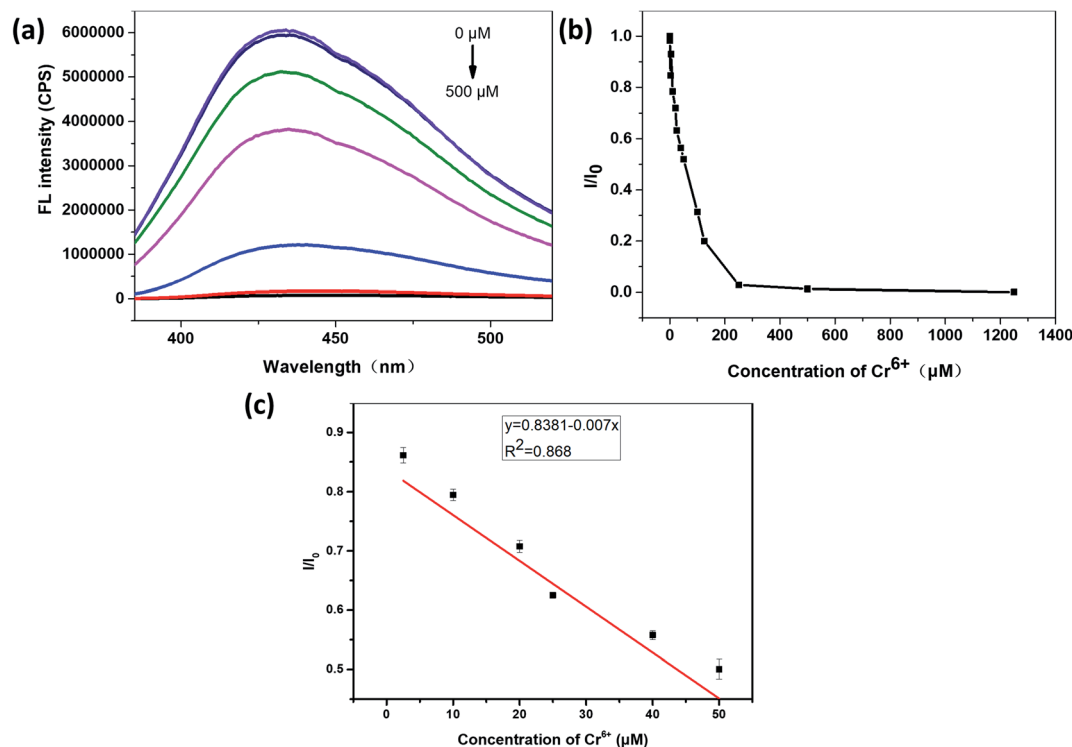 (a)
6000000
5000000
4000000
3000000
2000000
1000000
0
FL intensity (CPS)
0 μM
500 μM
400
450
500
Wavelength（nm）
(b)
1.0
0.8
0.6
0.4
0.2
0.0
I/I0
0
200
400
600
800
1000
1200
1400
Concentration of Cr6+（μM）
(c)
0.9
0.8
0.7
0.6
0.5
I/I0
y=0.8381-0.007x
R2=0.868
0
10
20
30
40
50
Concentration of Cr6+ (μM)